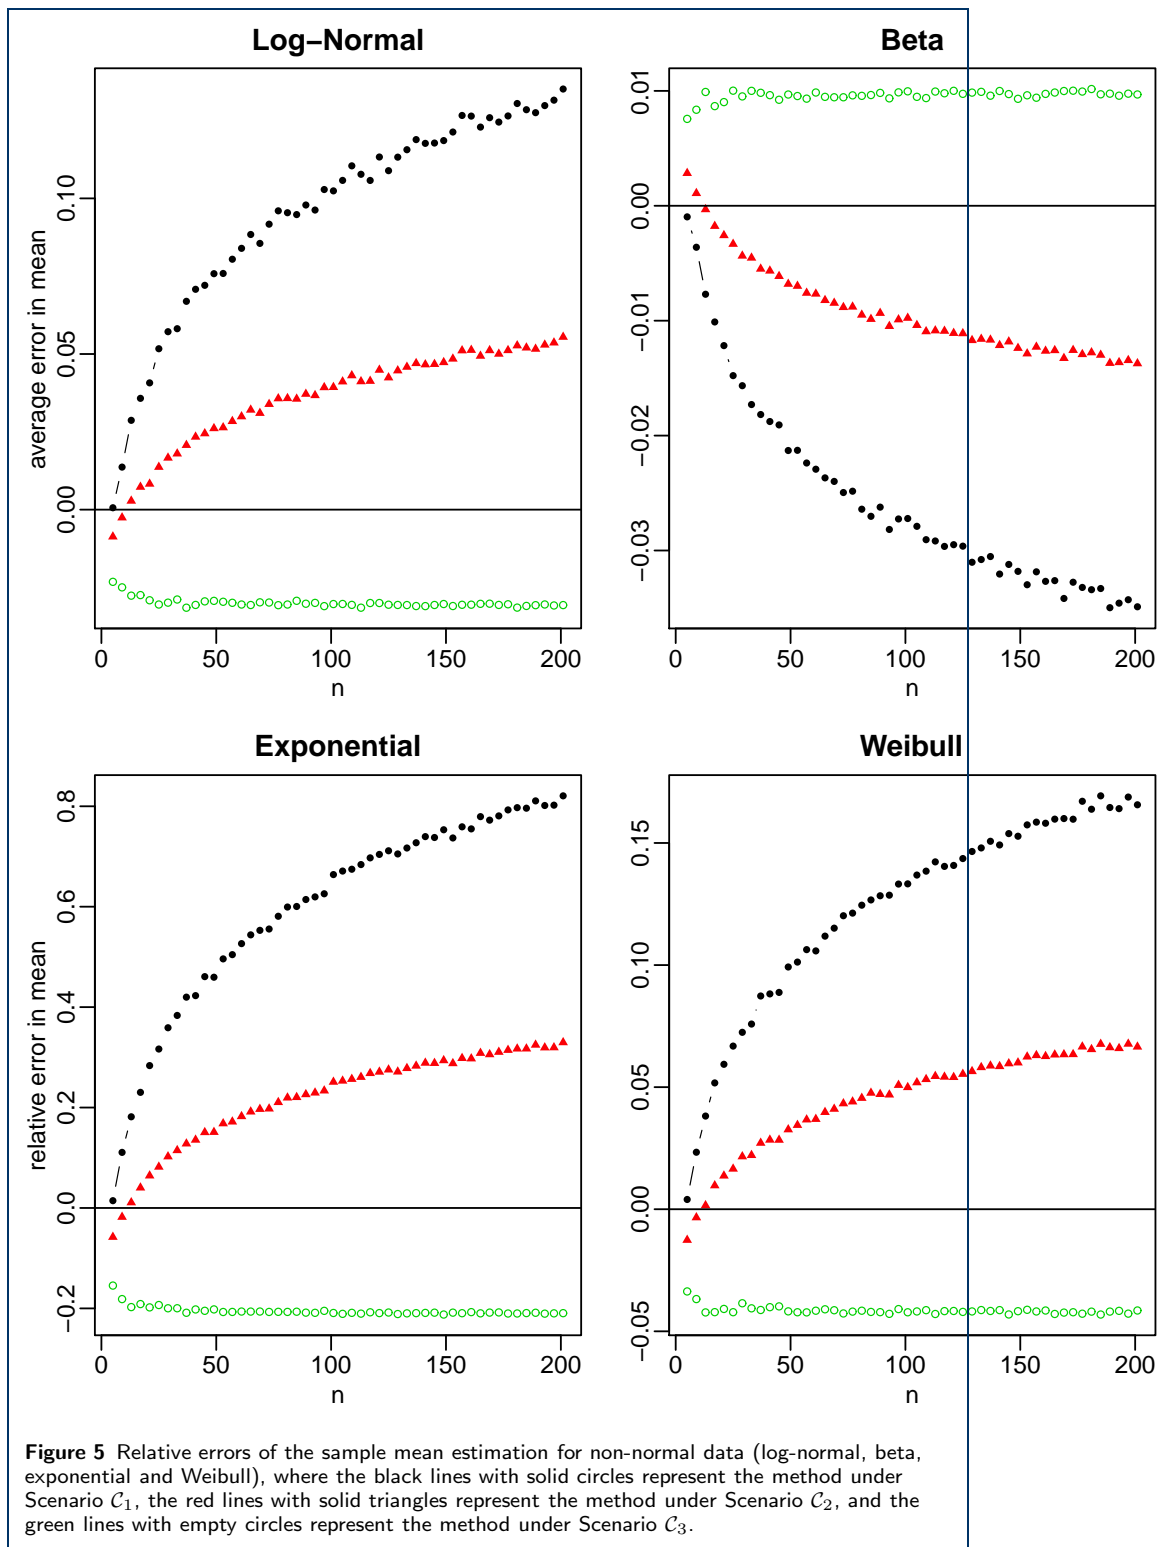 Log−Normal
average error in mean
0.10
0.05
0.00
0 50 100 150 200
n
Beta
0.01
0.00
−0.01
−0.02
−0.03
0 50 100 150 200
n
Exponential
relative error in mean
0.8
0.6
0.4
0.2
0.0
−0.2
0 50 100 150 200
n
Weibull
0.15
0.10
0.05
0.00
−0.05
0 50 100 150 200
n
Figure 5 Relative errors of the sample mean estimation for non-normal data (log-normal, beta,
exponential and Weibull), where the black lines with solid circles represent the method under
Scenario C₁, the red lines with solid triangles represent the method under Scenario C₂, and the
green lines with empty circles represent the method under Scenario C₃.